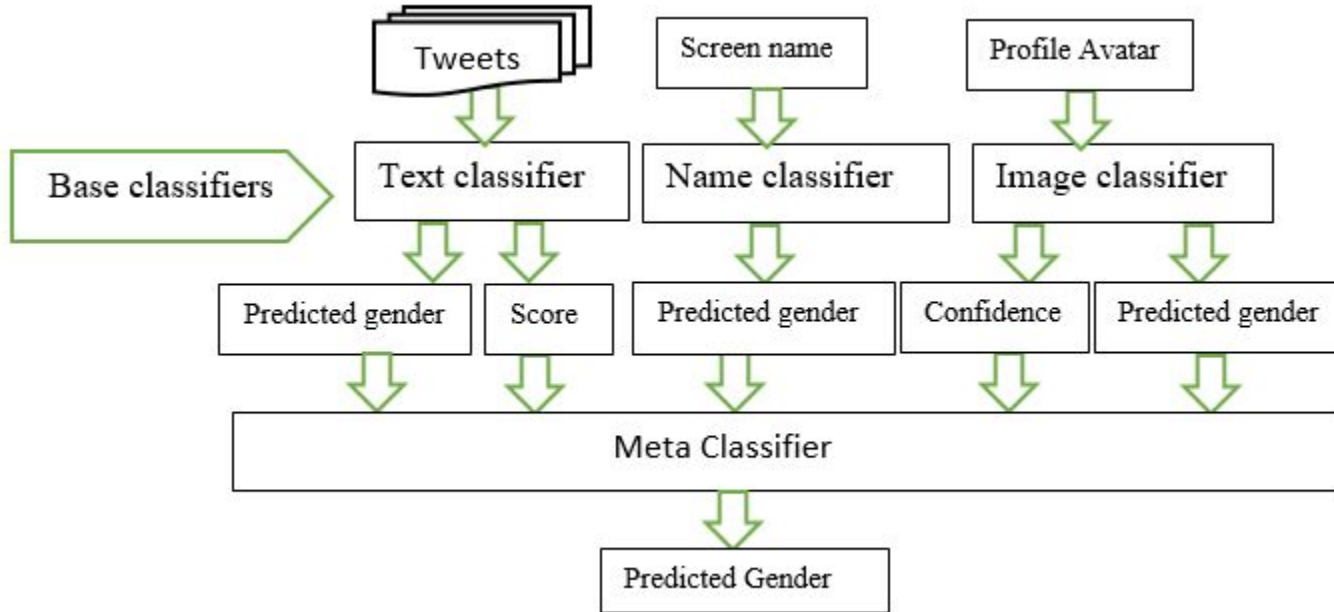 Tweets
Screen name
Profile Avatar
Base classifiers
Text classifier
Name classifier
Image classifier
Predicted gender
Score
Predicted gender
Confidence
Predicted gender
Meta Classifier
Predicted Gender